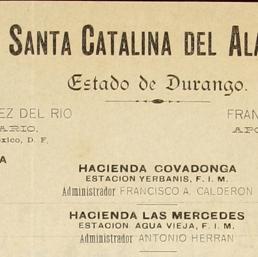 SANTA CATALINA DEL ALA
Estado de Durango.
EZ DEL RIO
FRAN
ARIO.
APO
xico, D. F.
A
HACIENDA COVADONGA
ESTACION YERBANIS, F. I. M.
Administrador FRANCISCO A. CALDERON
HACIENDA LAS MERCEDES
ESTACION AGUA VIEJA, F. I. M.
Administrador ANTONIO HERRAN